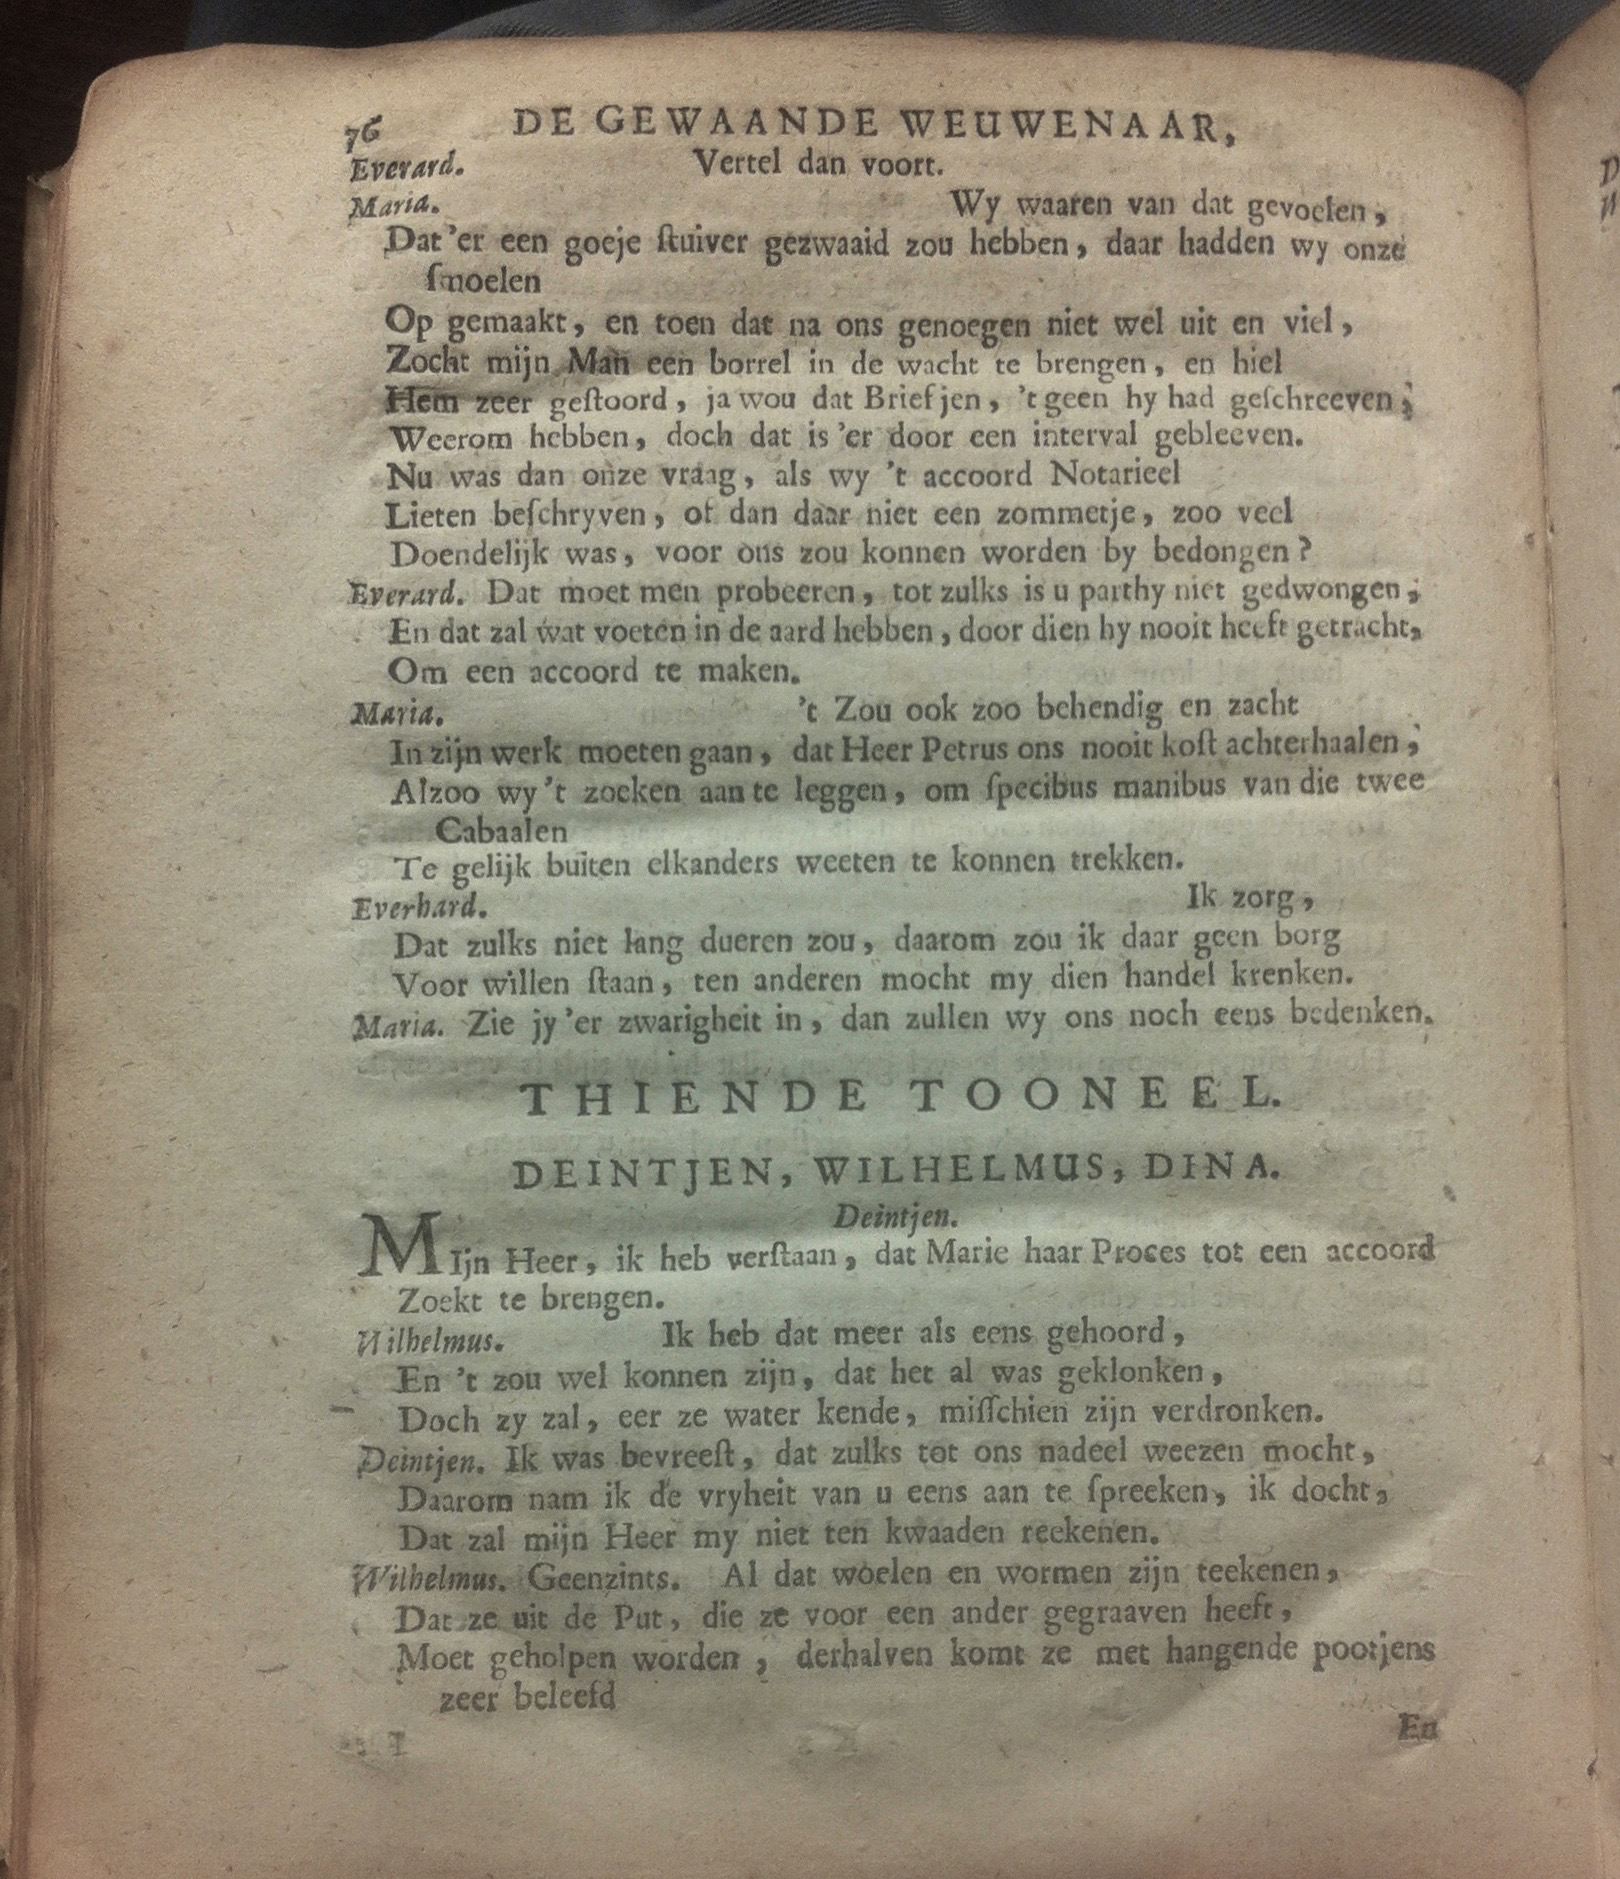 76 DE GEWAANDE WEUWENAAR,
Everard. Vertel dan voort.
Maria. Wy waaren van dat gevoelen,
Dat 'er een goeje ſtuiver gezwaaid zou hebben, daar hadden wy onze
ſmoelen
Op gemaakt, en toen dat na ons genoegen niet wel uit en viel,
Zocht mijn Man een borrel in de wacht te brengen, en hiel
Hem zeer geſtoord, ja wou dat Briefjen, 't geen hy had geſchreeven,
Weerom hebben, doch dat is 'er door een interval gebleeven.
Nu was dan onze vraag, als wy 't accoord Notarieel
Lieten beſchryven, of dan daar niet een zommetje, zoo veel
Doendelijk was, voor ons zou konnen worden by bedongen?
Everard. Dat moet men probeeren, tot zulks is u parthy niet gedwongen;
En dat zal wat voeten in de aard hebben, door dien hy nooit heeft getracht,
Om een accoord te maken.
Maria. 't Zou ook zoo behendig en zacht
In zijn werk moeten gaan, dat Heer Petrus ons nooit koſt achterhaalen;
Alzoo wy 't zoeken aan te leggen, om ſpecibus manibus van die twee
Cabaalen
Te gelijk buiten elkanders weeten te konnen trekken.
Everhard. Ik zorg,
Dat zulks niet lang dueren zou, daarom zou ik daar geen borg
Voor willen ſtaan, ten anderen mocht my dien handel krenken.
Maria. Zie jy 'er zwarigheit in, dan zullen wy ons noch eens bedenken.
THIENDE TOONEEL.
DEINTJEN, WILHELMUS, DINA.
Deintjen.
MIjn Heer, ik heb verſtaan, dat Marie haar Proces tot een accoord
Zoekt te brengen.
Wilhelmus. Ik heb dat meer als eens gehoord,
En 't zou wel konnen zijn, dat het al was geklonken,
Doch zy zal, eer ze water kende, miſſchien zijn verdronken.
Deintjen. Ik was bevreeſt, dat zulks tot ons nadeel weezen mocht,
Daarom nam ik de vryheit van u eens aan te ſpreeken, ik docht,
Dat zal mijn Heer my niet ten kwaaden reekenen.
Wilhelmus. Geenzints. Al dat woelen en wormen zijn teekenen,
Dat ze uit de Put, die ze voor een ander gegraaven heeft,
Moet geholpen worden, derhalven komt ze met hangende pootjens
zeer beleefd
En